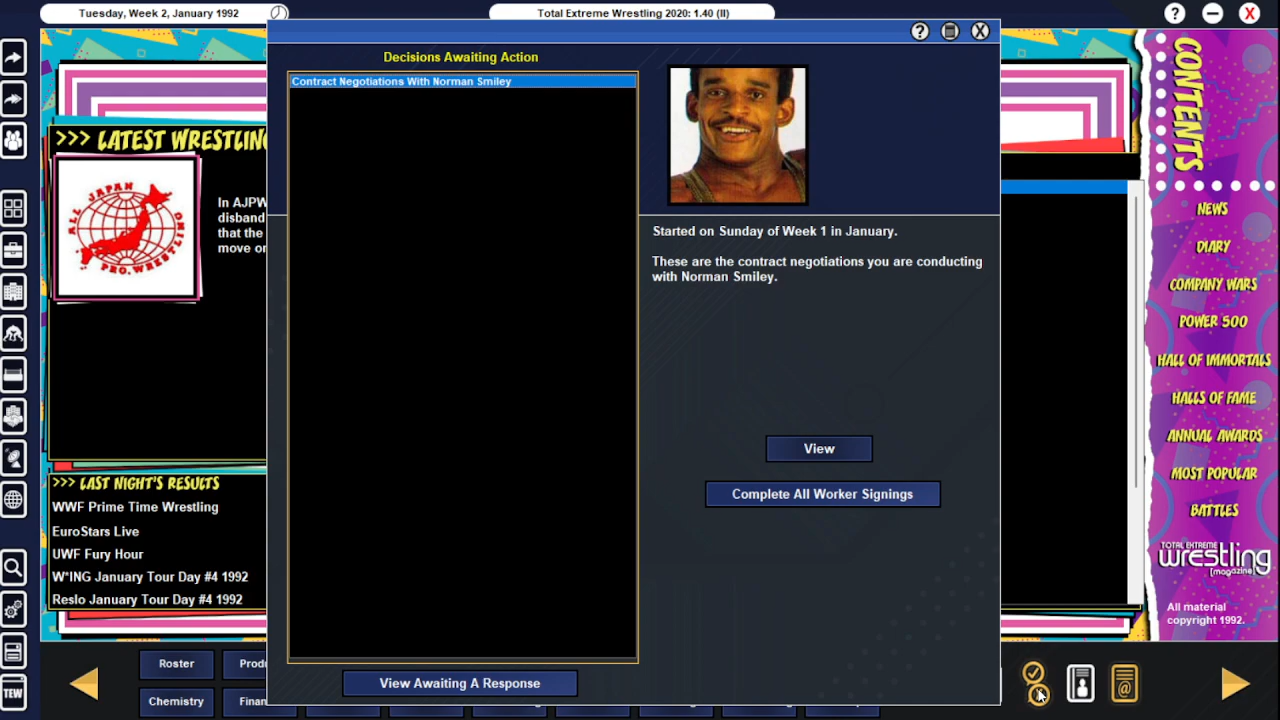 Tuesday, Week 2, January 1992
Total Extreme Wrestling 2020: 1.40 (II)
?
X
?
X
Decisions Awaiting Action
Contract Negotiations With Norman Smiley
Started on Sunday of Week 1 in January.
These are the contract negotiations you are conducting
with Norman Smiley.
View
Complete All Worker Signings
View Awaiting A Response
>>> LATEST WRESTLING
ALL JAPAN
PRO. WRESTLING
In AJPW
disband
that the
move on
>>> LAST NIGHT'S RESULTS
WWF Prime Time Wrestling
EuroStars Live
UWF Fury Hour
W*ING January Tour Day #4 1992
Reslo January Tour Day #4 1992
CONTENTS
NEWS
DIARY
COMPANY WARS
POWER 500
HALL OF IMMORTALS
HALLS OF FAME
ANNUAL AWARDS
MOST POPULAR
BATTLES
TOTAL EXTREME
wrestling
[magazine]
All material
copyright 1992.
TEW
Roster
Chemistry
@